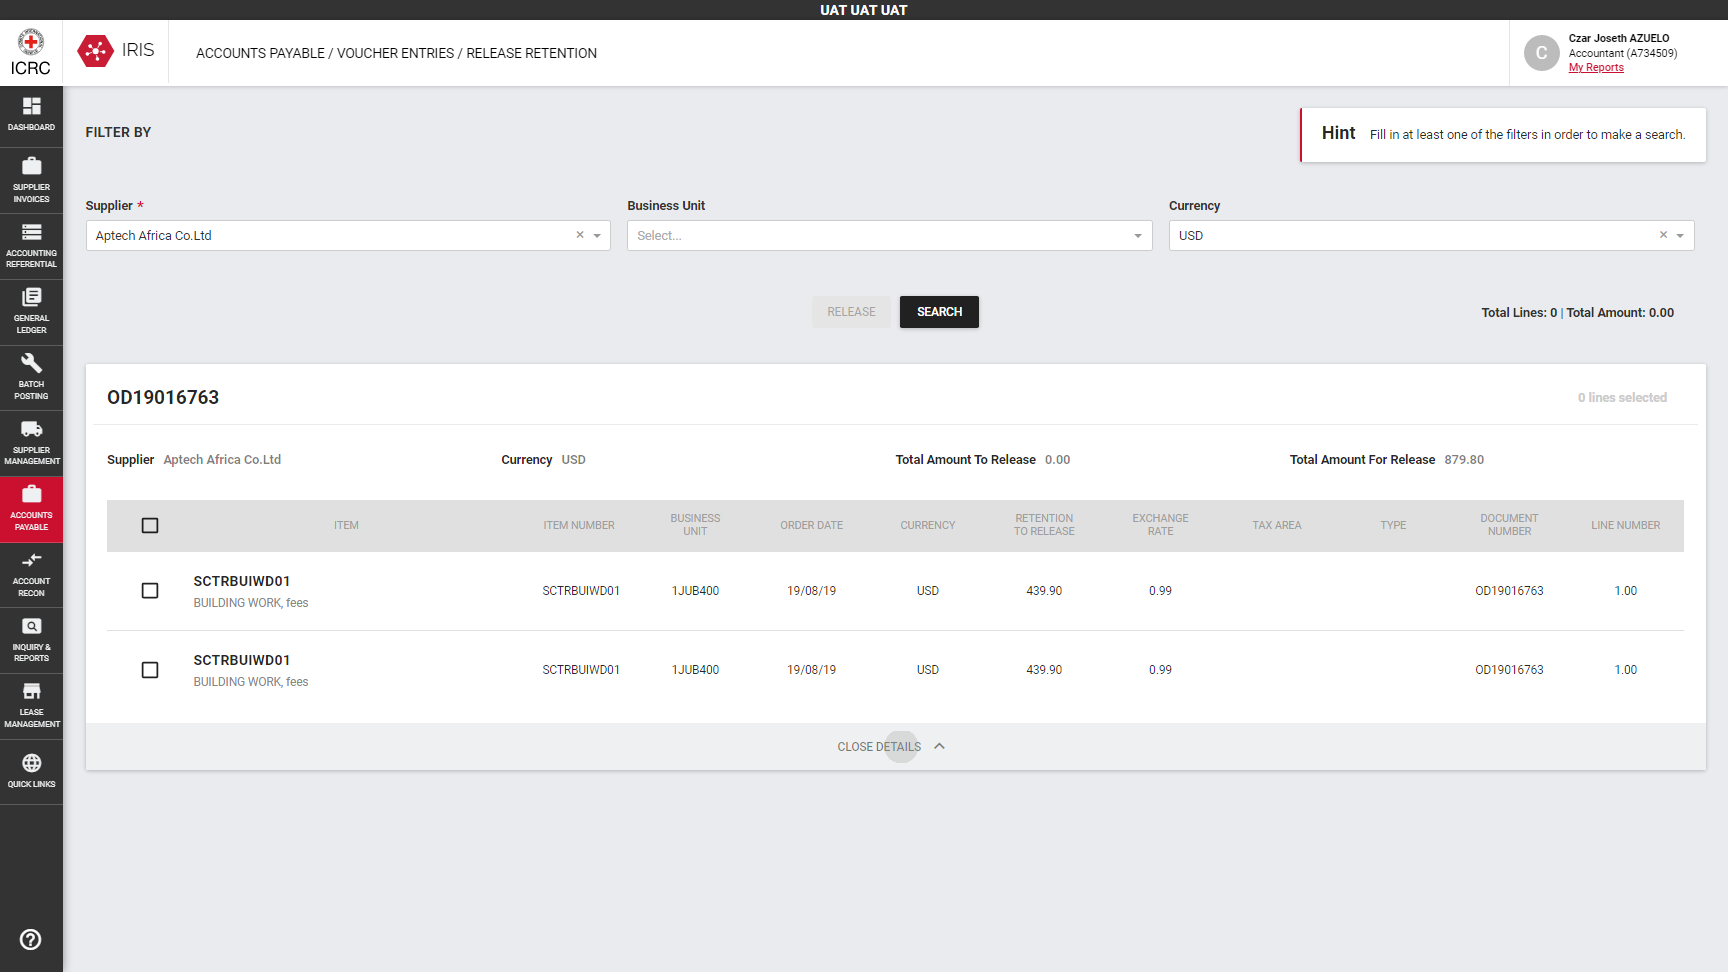 UAT UAT UAT
ICRC
IRIS
ACCOUNTS PAYABLE / VOUCHER ENTRIES / RELEASE RETENTION
C
Czar Joseth AZUELO
Accountant (A734509)
My Reports
DASHBOARD
SUPPLIER
INVOICES
ACCOUNTING
REFERENTIAL
GENERAL
LEDGER
BATCH
POSTING
SUPPLIER
MANAGEMENT
ACCOUNTS
PAYABLE
ACCOUNT
RECON
INQUIRY &
REPORTS
LEASE
MANAGEMENT
QUICK LINKS
FILTER BY
Hint Fill in at least one of the filters in order to make a search.
Supplier * Business Unit Currency
Aptech Africa Co.Ltd Select... USD
RELEASE SEARCH Total Lines: 0 | Total Amount: 0.00
OD19016763 0 lines selected
Supplier Aptech Africa Co.Ltd Currency USD Total Amount To Release 0.00 Total Amount For Release 879.80
ITEM ITEM NUMBER BUSINESS UNIT ORDER DATE CURRENCY RETENTION TO RELEASE EXCHANGE RATE TAX AREA TYPE DOCUMENT NUMBER LINE NUMBER
SCTRBUIWD01
BUILDING WORK, fees
SCTRBUIWD01 1JUB400 19/08/19 USD 439.90 0.99 OD19016763 1.00
SCTRBUIWD01
BUILDING WORK, fees
SCTRBUIWD01 1JUB400 19/08/19 USD 439.90 0.99 OD19016763 1.00
CLOSE DETAILS